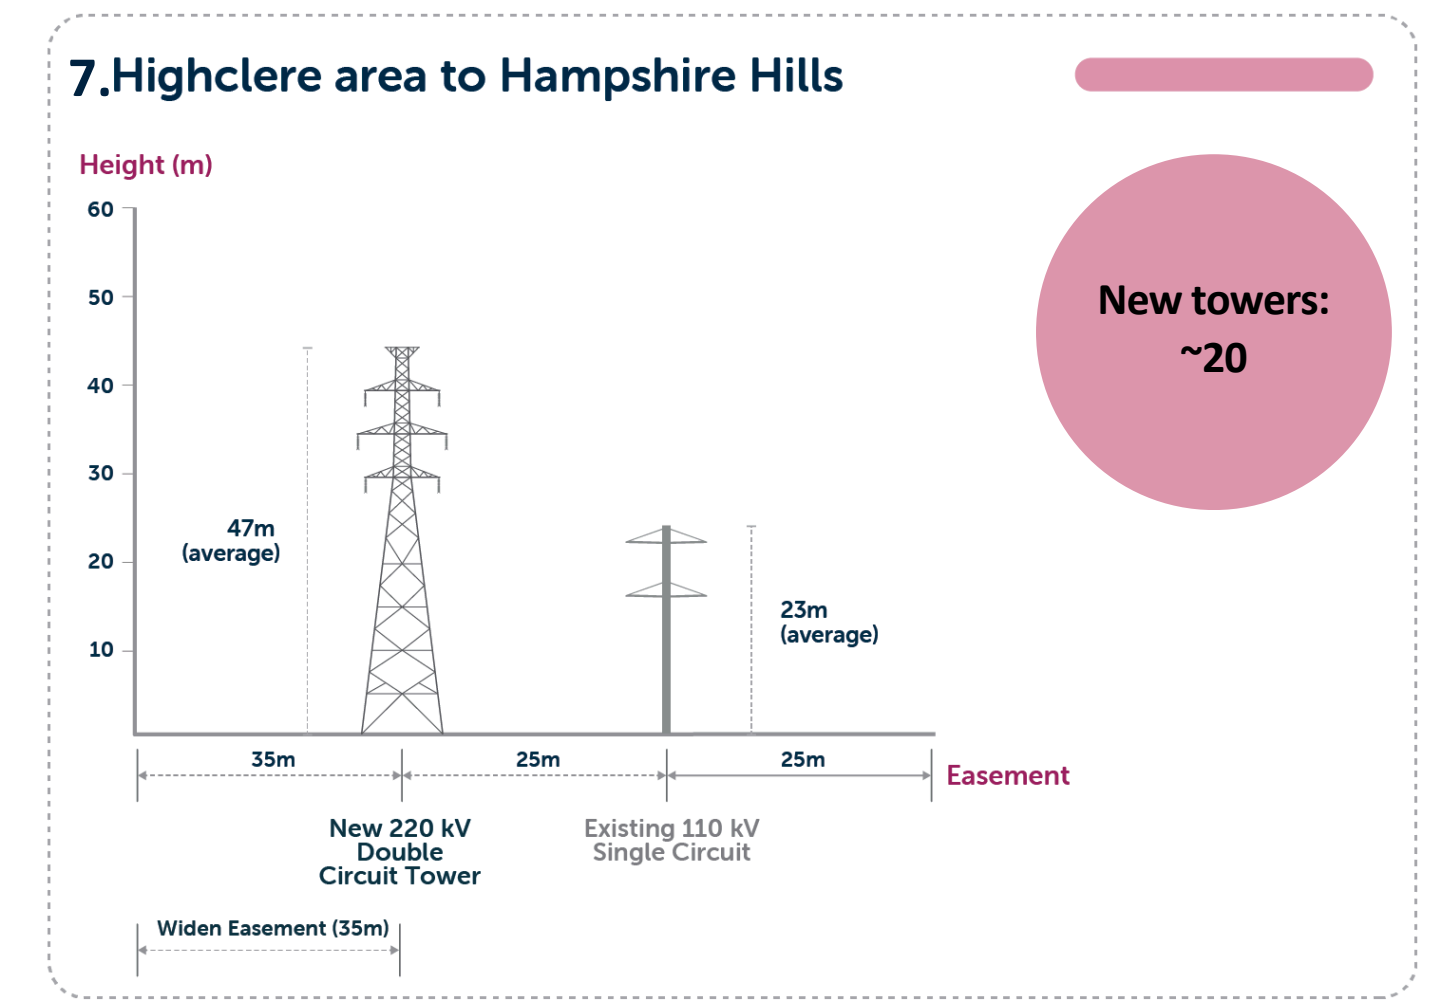 7.Highclere area to Hampshire Hills
Height (m)
60
50
40
30
20
10
47m
(average)
23m
(average)
New towers:
~20
35m
25m
25m
Easement
New 220 kV
Double
Circuit Tower
Existing 110 kV
Single Circuit
Widen Easement (35m)